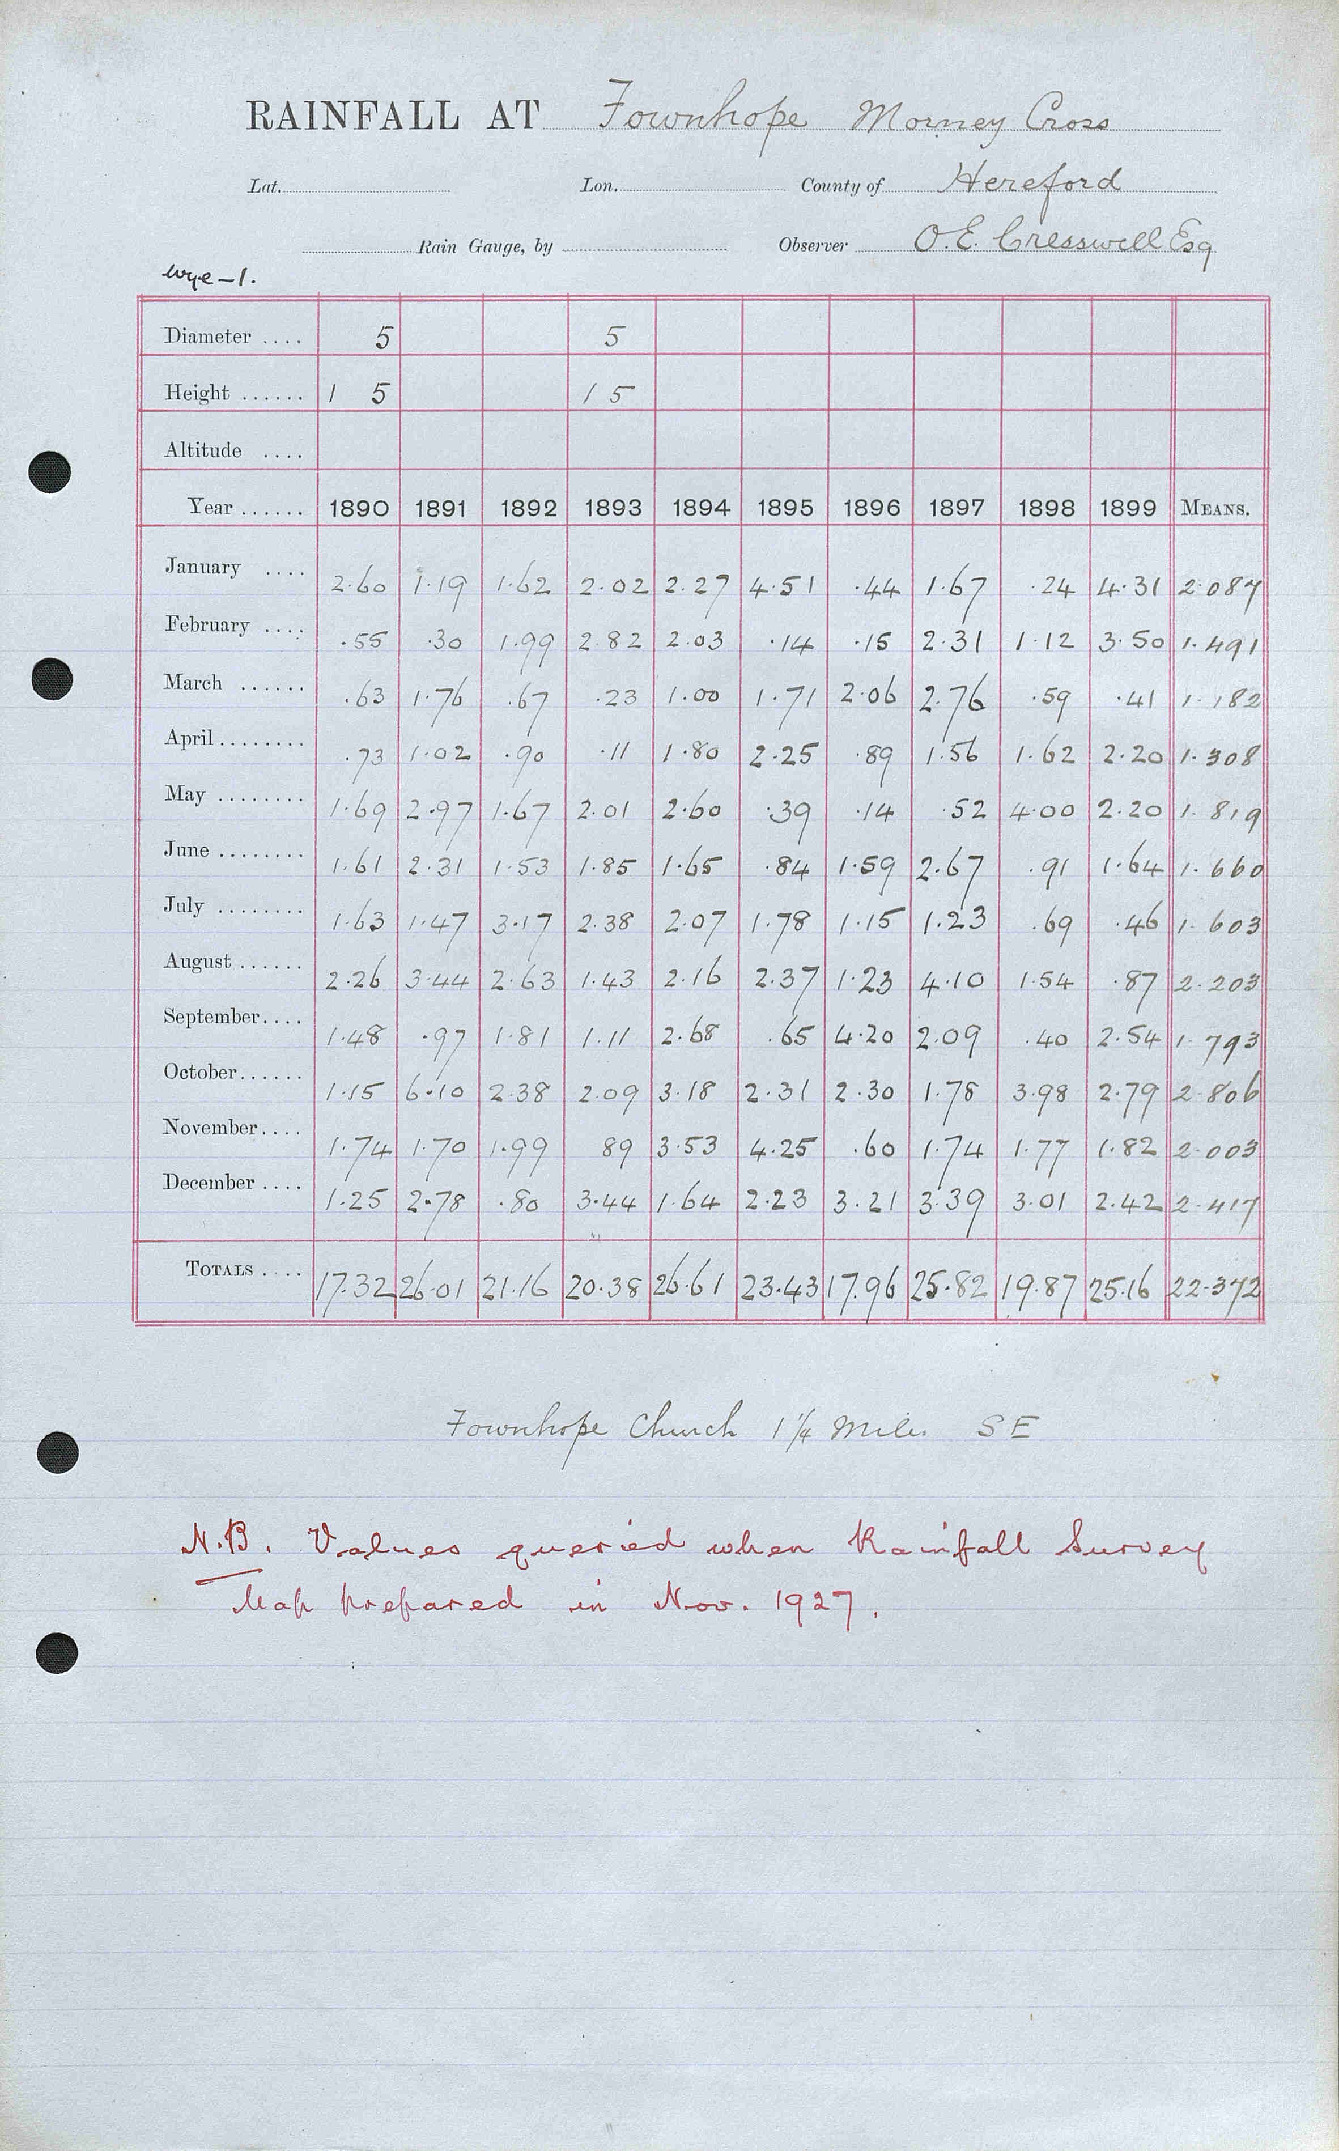 RAINFALL AT Fownhope Morney Cross
Lat. Lon. County of Hereford
Rain Gauge, by Observer O.E. Cresswell Esq
Wye-1.
Diameter .... 5 5
Height ...... 1 5 1 5
Altitude ....
Year ...... 1890 1891 1892 1893 1894 1895 1896 1897 1898 1899 MEANS.
January .... 2.60 1.19 1.62 2.02 2.27 4.51 .44 1.67 .24 4.31 2.087
February .... .55 .30 1.99 2.82 2.03 .14 .15 2.31 1.12 3.50 1.491
March ...... .63 1.76 .67 .23 1.00 1.71 2.06 2.76 .59 .41 1.182
April ........ .73 1.02 .90 .11 1.80 2.25 .89 1.56 1.62 2.20 1.308
May ........ 1.69 2.97 1.67 2.01 2.60 .39 .14 .52 4.00 2.20 1.819
June ........ 1.61 2.31 1.53 1.85 1.65 .84 1.59 2.67 .91 1.64 1.660
July ........ 1.63 1.47 3.17 2.38 2.07 1.78 1.15 1.23 .69 .46 1.603
August ...... 2.26 3.44 2.63 1.43 2.16 2.37 1.23 4.10 1.54 .87 2.203
September .... 1.48 .97 1.81 1.11 2.68 .65 4.20 2.09 .40 2.54 1.793
October ...... 1.15 6.10 2.38 2.09 3.18 2.31 2.30 1.78 3.98 2.79 2.806
November .... 1.74 1.70 1.99 89 3.53 4.25 .60 1.74 1.77 1.82 2.003
December .... 1.25 2.78 .80 3.44 1.64 2.23 3.21 3.39 3.01 2.42 2.417
TOTALS .... 17.32 26.01 21.16 20.38 26.61 23.43 17.96 25.82 19.87 25.16 22.372
Fownhope Church 1 1/4 Miles SE
N.B. Values queried when Rainfall Survey
Map prepared in Nov. 1927.